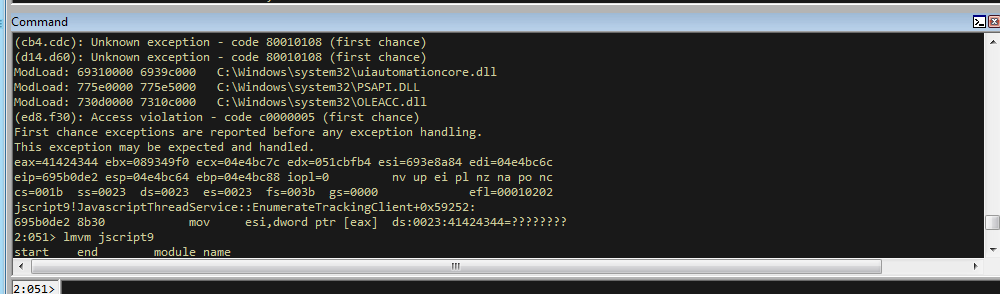 Command
(cb4.cdc): Unknown exception - code 80010108 (first chance)
(d14.d60): Unknown exception - code 80010108 (first chance)
ModLoad: 69310000 6939c000   C:\Windows\system32\uiautomationcore.dll
ModLoad: 775e0000 775e5000   C:\Windows\system32\PSAPI.DLL
ModLoad: 730d0000 7310c000   C:\Windows\system32\OLEACC.dll
(ed8.f30): Access violation - code c0000005 (first chance)
First chance exceptions are reported before any exception handling.
This exception may be expected and handled.
eax=41424344 ebx=089349f0 ecx=04e4bc7c edx=051cbfb4 esi=693e8a84 edi=04e4bc6c
eip=695b0de2 esp=04e4bc64 ebp=04e4bc88 iopl=0         nv up ei pl nz na po nc
cs=001b  ss=0023  ds=0023  es=0023  fs=003b  gs=0000             efl=00010202
jscript9!JavascriptThreadService::EnumerateTrackingClient+0x59252:
695b0de2 8b30            mov     esi,dword ptr [eax]  ds:0023:41424344=????????
2:051> lmvm jscript9
start    end        module name
2:051>